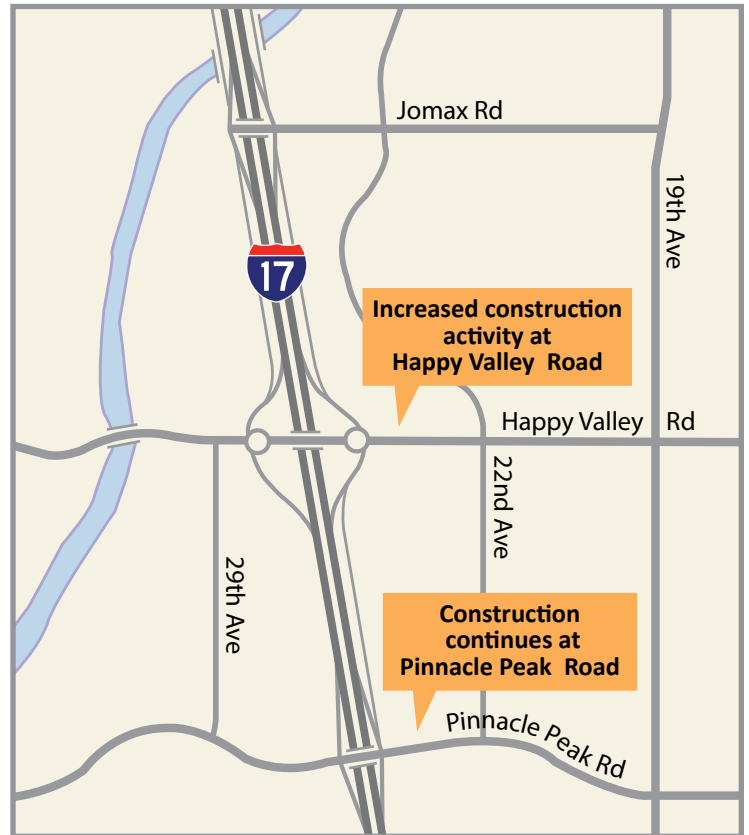 Jomax Rd
19th Ave
17
Increased construction
activity at
Happy Valley Road
Happy Valley Rd
22nd Ave
29th Ave
Construction
continues at
Pinnacle Peak Road
Pinnacle Peak Rd